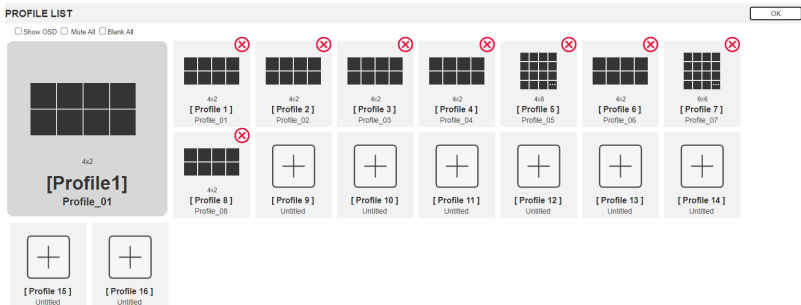 PROFILE LIST
OK
Show OSD Mute All Blank All
4x2
[Profile1]
Profile_01
4x2
[ Profile 1 ]
Profile_01
4x2
[ Profile 2 ]
Profile_02
4x2
[ Profile 3 ]
Profile_03
4x2
[ Profile 4 ]
Profile_04
4x8
[ Profile 5 ]
Profile_05
4x2
[ Profile 6 ]
Profile_06
6x6
[ Profile 7 ]
Profile_07
4x2
[ Profile 8 ]
Profile_08
[ Profile 9 ]
Untitled
[ Profile 10 ]
Untitled
[ Profile 11 ]
Untitled
[ Profile 12 ]
Untitled
[ Profile 13 ]
Untitled
[ Profile 14 ]
Untitled
[ Profile 15 ]
Untitled
[ Profile 16 ]
Untitled